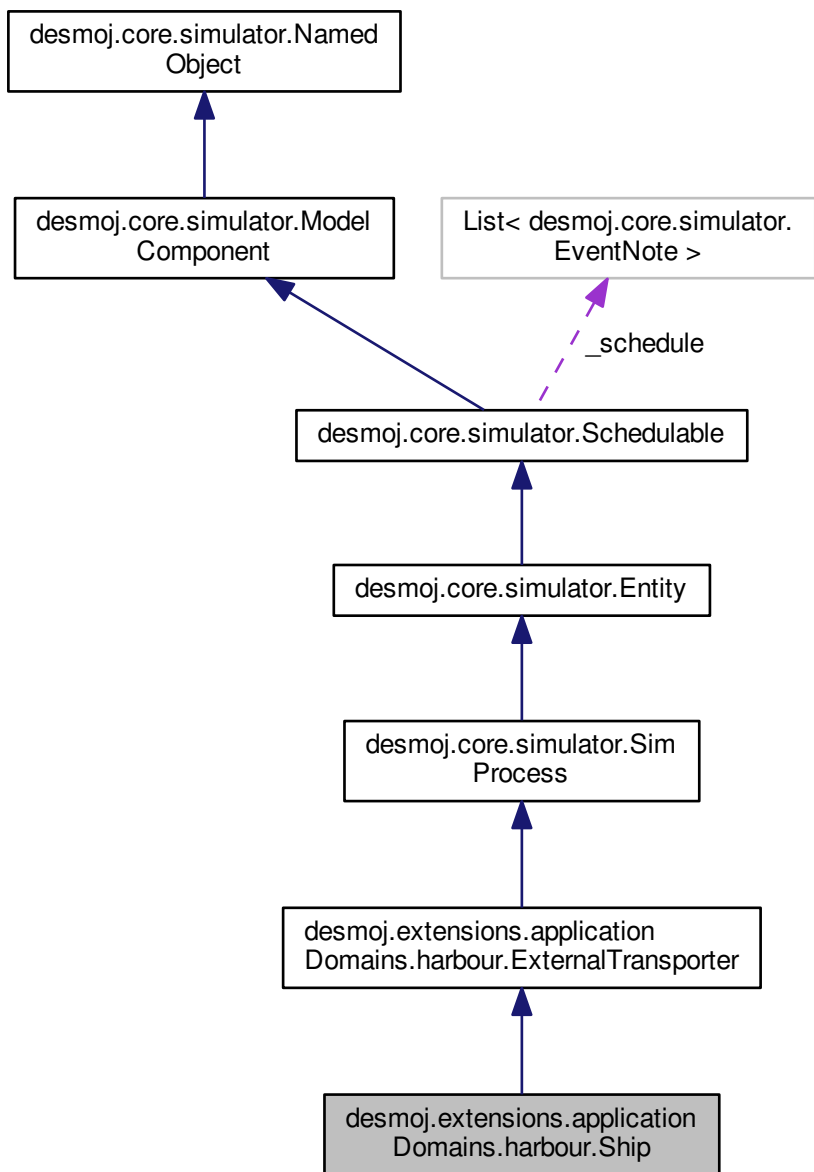 desmoj.core.simulator.Named
Object
desmoj.core.simulator.Model
Component
List< desmoj.core.simulator.
EventNote >
_schedule
desmoj.core.simulator.Schedulable
desmoj.core.simulator.Entity
desmoj.core.simulator.Sim
Process
desmoj.extensions.application
Domains.harbour.ExternalTransporter
desmoj.extensions.application
Domains.harbour.Ship